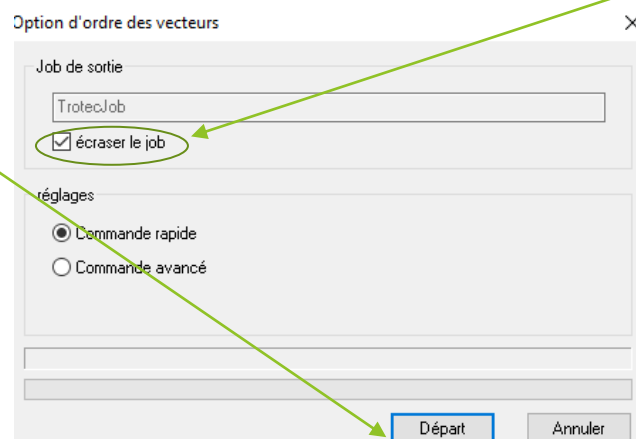 Option d'ordre des vecteurs
Job de sortie
TrotecJob
écraser le job
réglages
Commande rapide
Commande avancé
Départ
Annuler